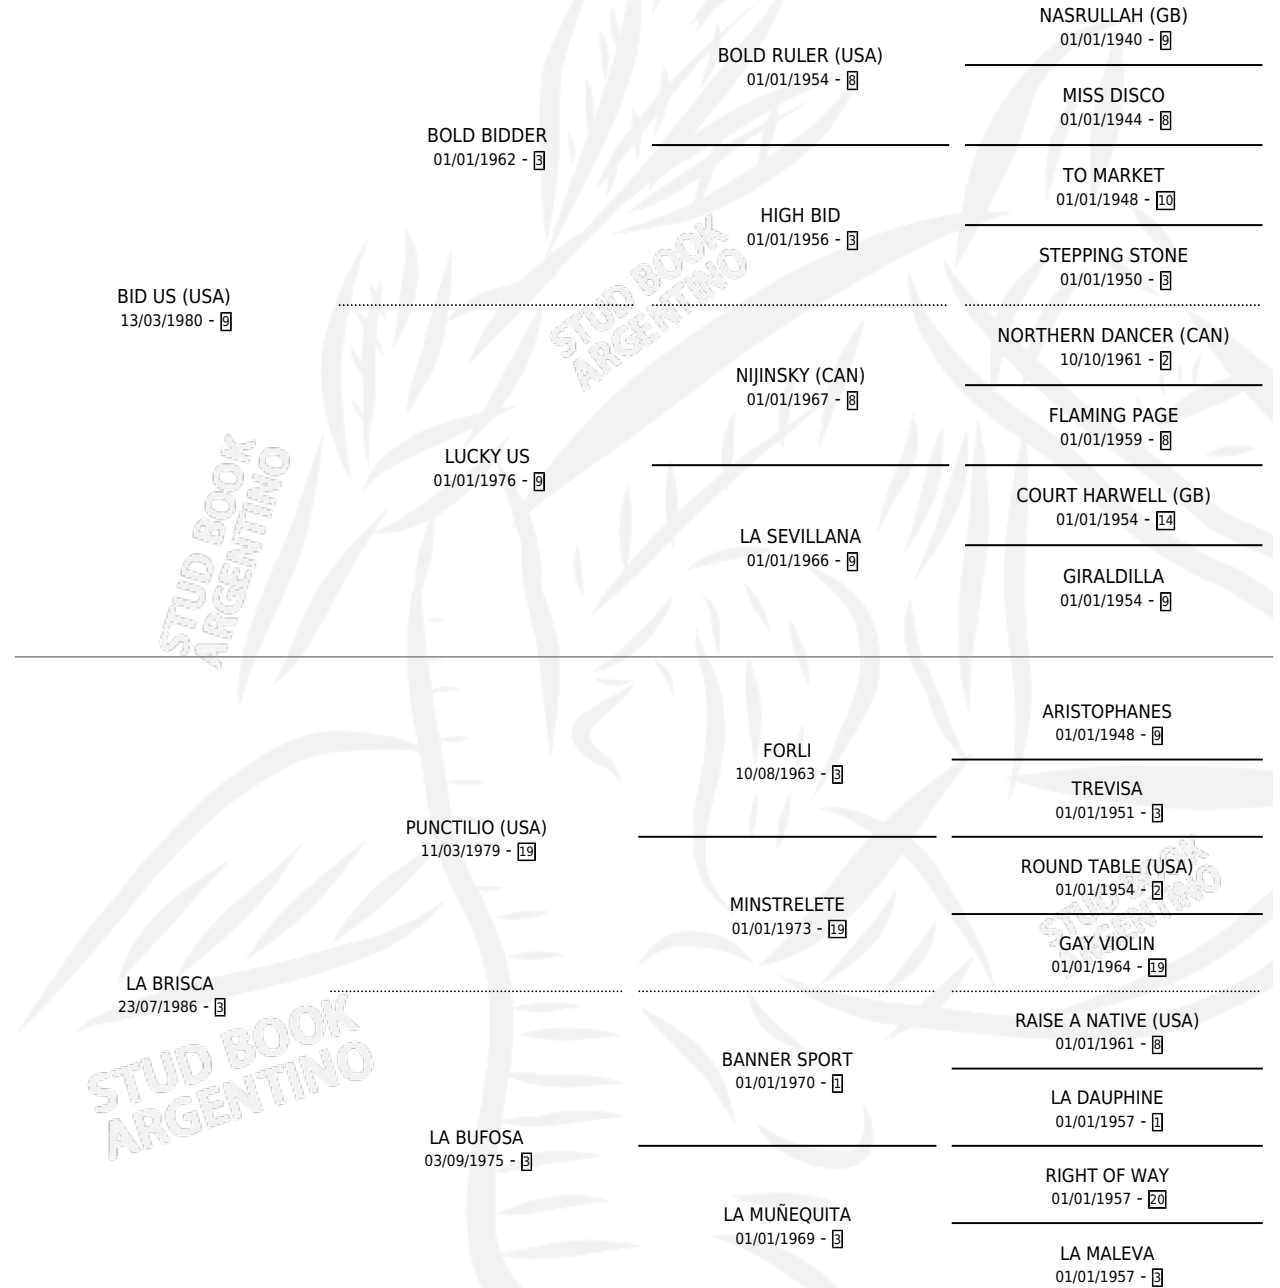 NASRULLAH (GB)
01/01/1940 - 9
BOLD RULER (USA)
01/01/1954 - 8
MISS DISCO
01/01/1944 - 8
BOLD BIDDER
01/01/1962 - 3
TO MARKET
01/01/1948 - 10
HIGH BID
01/01/1956 - 3
STEPPING STONE
01/01/1950 - 3
BID US (USA)
13/03/1980 - 9
STUD BOOK
ARGENTINO
NORTHERN DANCER (CAN)
10/10/1961 - 2
NIJINSKY (CAN)
01/01/1967 - 8
FLAMING PAGE
01/01/1959 - 8
LUCKY US
01/01/1976 - 9
COURT HARWELL (GB)
01/01/1954 - 14
LA SEVILLANA
01/01/1966 - 9
GIRALDILLA
01/01/1954 - 9
STUD BOOK
ARGENTINO
ARISTOPHANES
01/01/1948 - 9
FORLI
10/08/1963 - 3
TREVISA
01/01/1951 - 3
PUNCTILIO (USA)
11/03/1979 - 19
ROUND TABLE (USA)
01/01/1954 - 2
MINSTRELETE
01/01/1973 - 19
GAY VIOLIN
01/01/1964 - 19
STUD BOOK
ARGENTINO
LA BRISCA
23/07/1986 - 3
RAISE A NATIVE (USA)
01/01/1961 - 8
BANNER SPORT
01/01/1970 - 1
LA DAUPHINE
01/01/1957 - 1
STUD BOOK
ARGENTINO
LA BUFOSA
03/09/1975 - 3
RIGHT OF WAY
01/01/1957 - 20
LA MUÑEQUITA
01/01/1969 - 3
LA MALEVA
01/01/1957 - 3